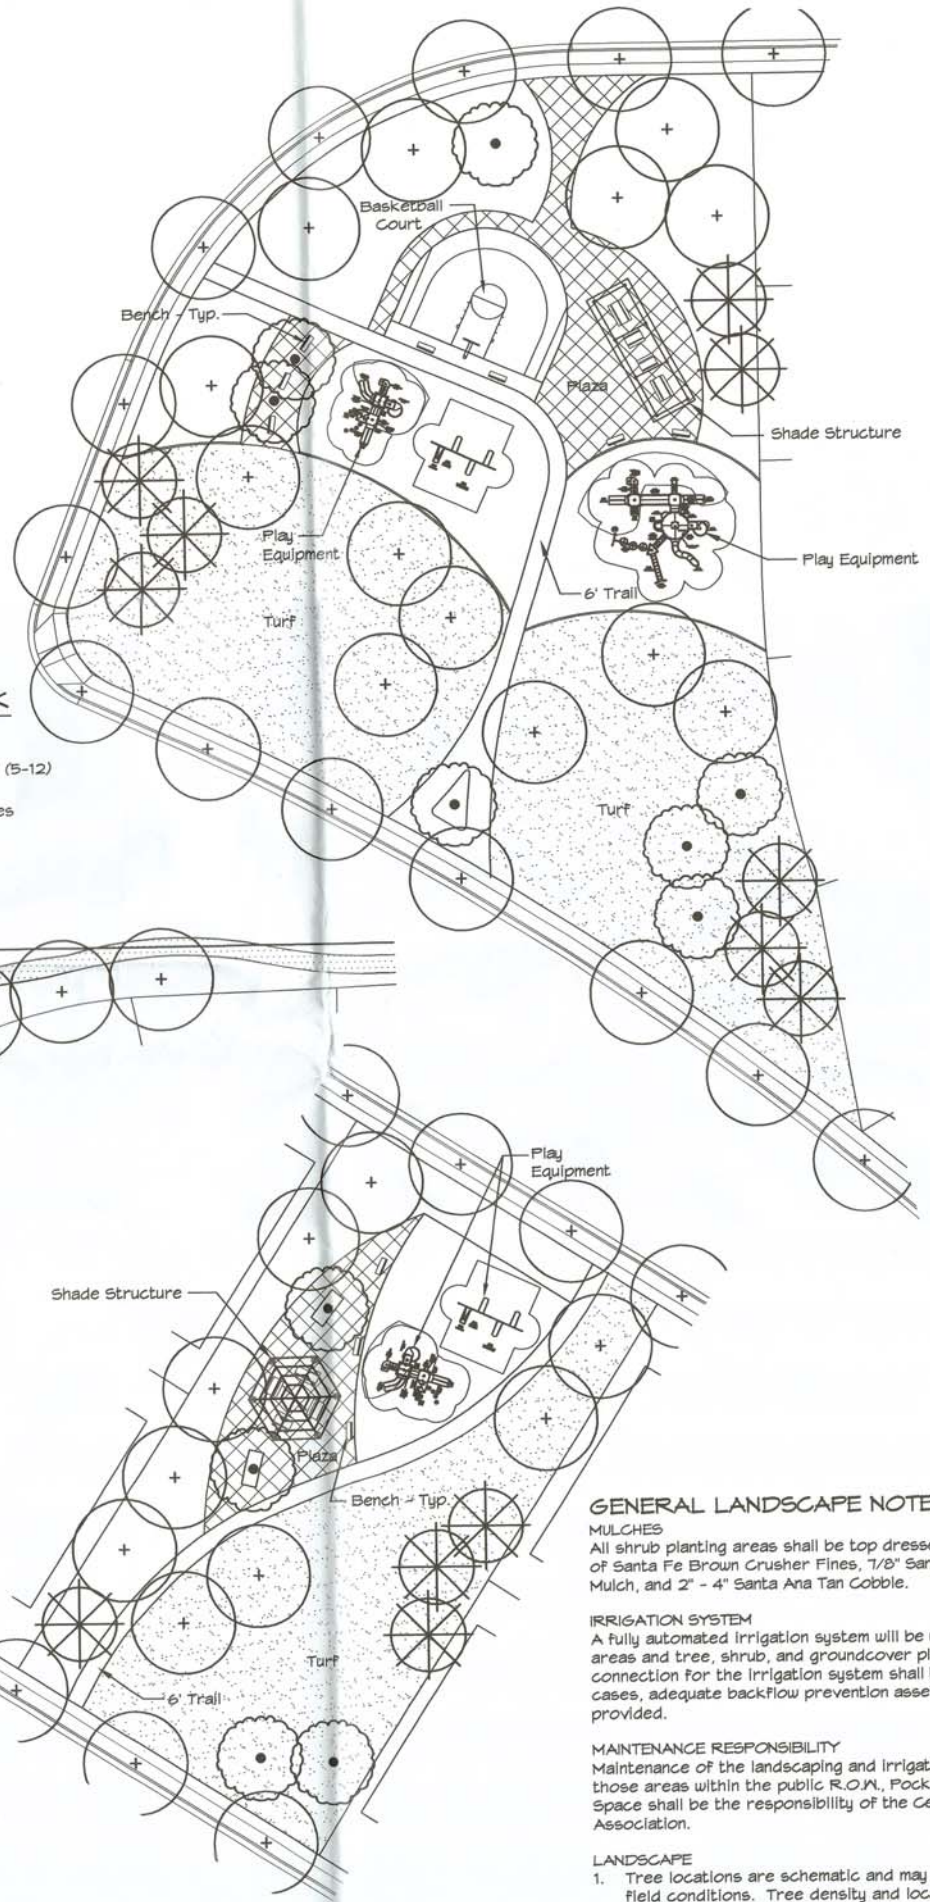 Basketball
Court
Bench - Typ.
Plaza
Shade Structure
Play
Equipment
Play Equipment
6' Trail
Turf
K
(5-12)
es
Turf
Play
Equipment
Shade Structure
Plaza
Bench - Typ.
Turf
6' Trail
GENERAL LANDSCAPE NOTE
MULCHES
All shrub planting areas shall be top dresse
of Santa Fe Brown Crusher Fines, 7/8" San
Mulch, and 2" - 4" Santa Ana Tan Cobble.
IRRIGATION SYSTEM
A fully automated irrigation system will be
areas and tree, shrub, and groundcover pl
connection for the irrigation system shall
cases, adequate backflow prevention asse
provided.
MAINTENANCE RESPONSIBILITY
Maintenance of the landscaping and irrigat
those areas within the public R.O.W., Pock
Space shall be the responsibility of the Ce
Association.
LANDSCAPE
1. Tree locations are schematic and may
field conditions. Tree density and loc